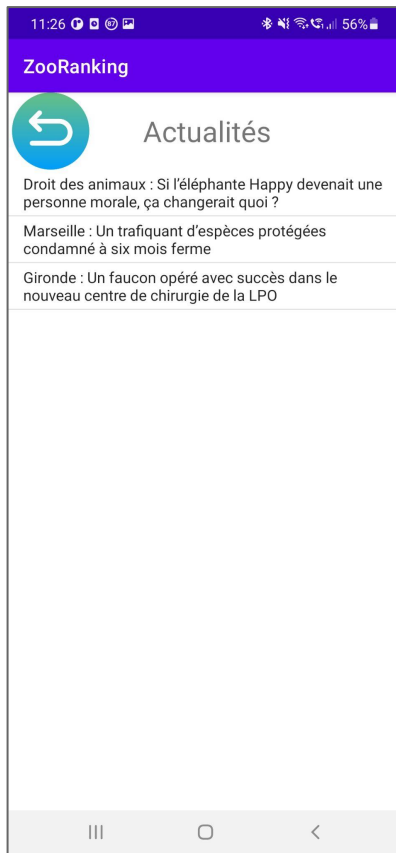 11:26 87 56%
ZooRanking
Actualités
Droit des animaux : Si l'éléphante Happy devenait une
personne morale, ça changerait quoi ?
Marseille : Un trafiquant d'espèces protégées
condamné à six mois ferme
Gironde : Un faucon opéré avec succès dans le
nouveau centre de chirurgie de la LPO